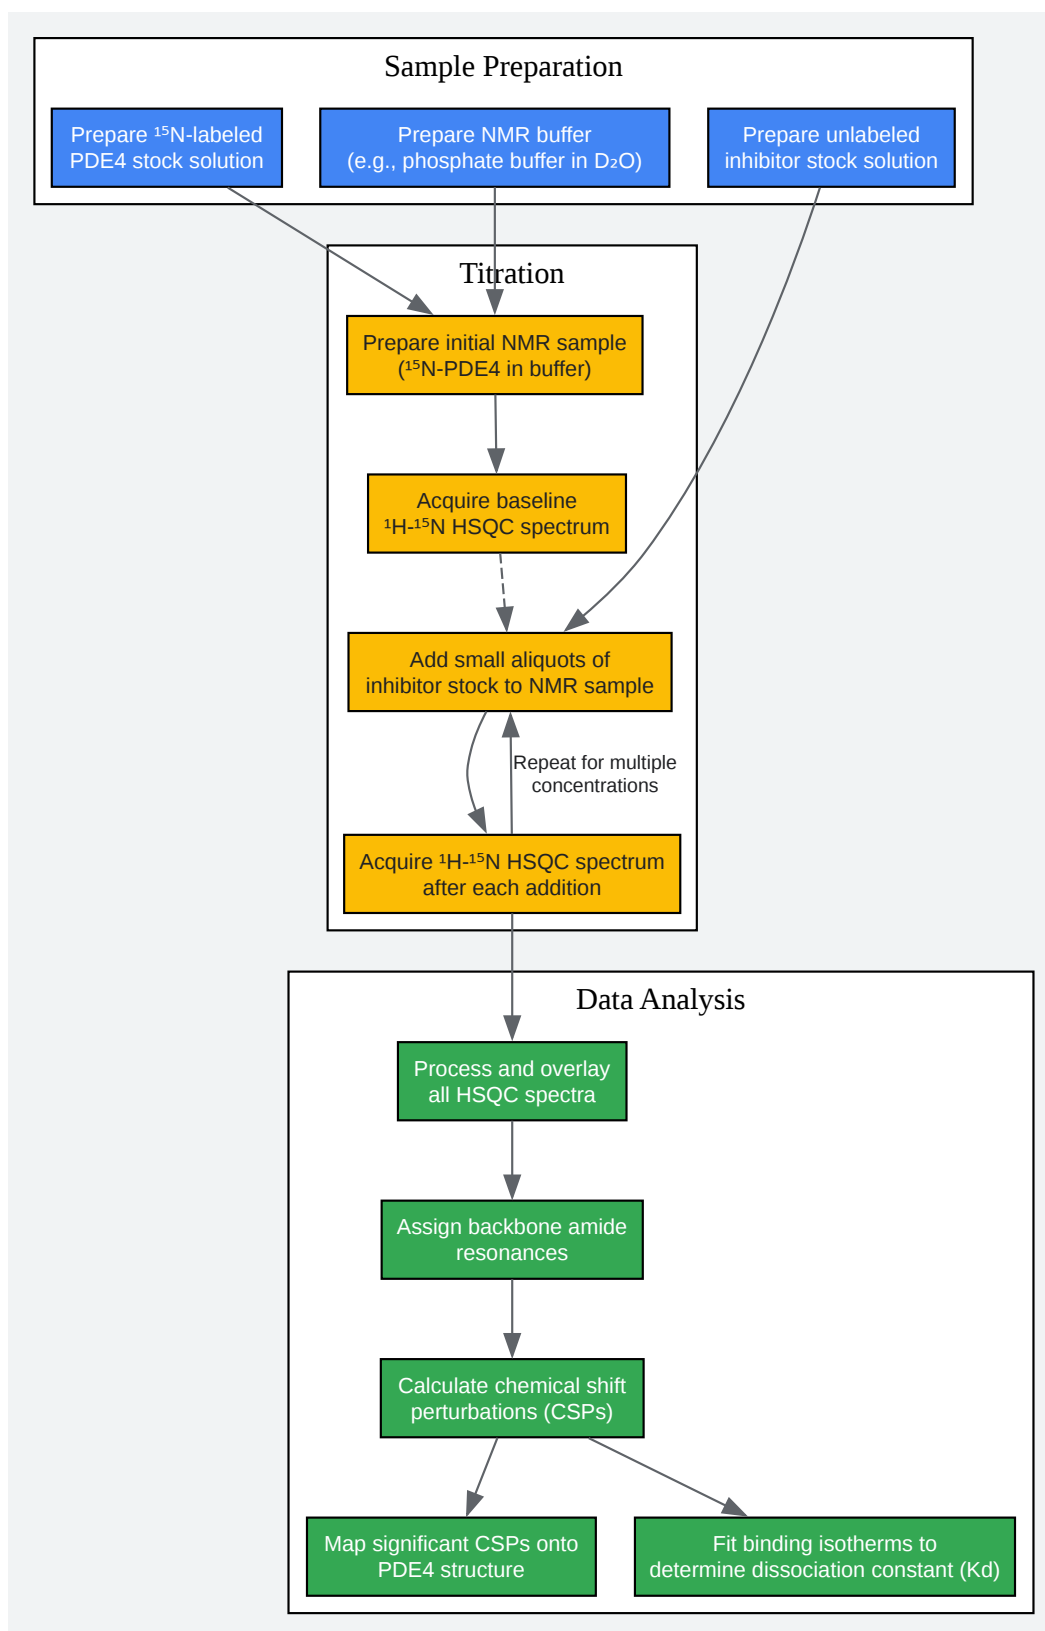 Sample Preparation
Prepare ¹⁵N-labeled
PDE4 stock solution
Prepare NMR buffer
(e.g., phosphate buffer in D₂O)
Prepare unlabeled
inhibitor stock solution
Titration
Prepare initial NMR sample
(¹⁵N-PDE4 in buffer)
Acquire baseline
¹H-¹⁵N HSQC spectrum
Add small aliquots of
inhibitor stock to NMR sample
Repeat for multiple
concentrations
Acquire ¹H-¹⁵N HSQC spectrum
after each addition
Data Analysis
Process and overlay
all HSQC spectra
Assign backbone amide
resonances
Calculate chemical shift
perturbations (CSPs)
Map significant CSPs onto
PDE4 structure
Fit binding isotherms to
determine dissociation constant (Kd)